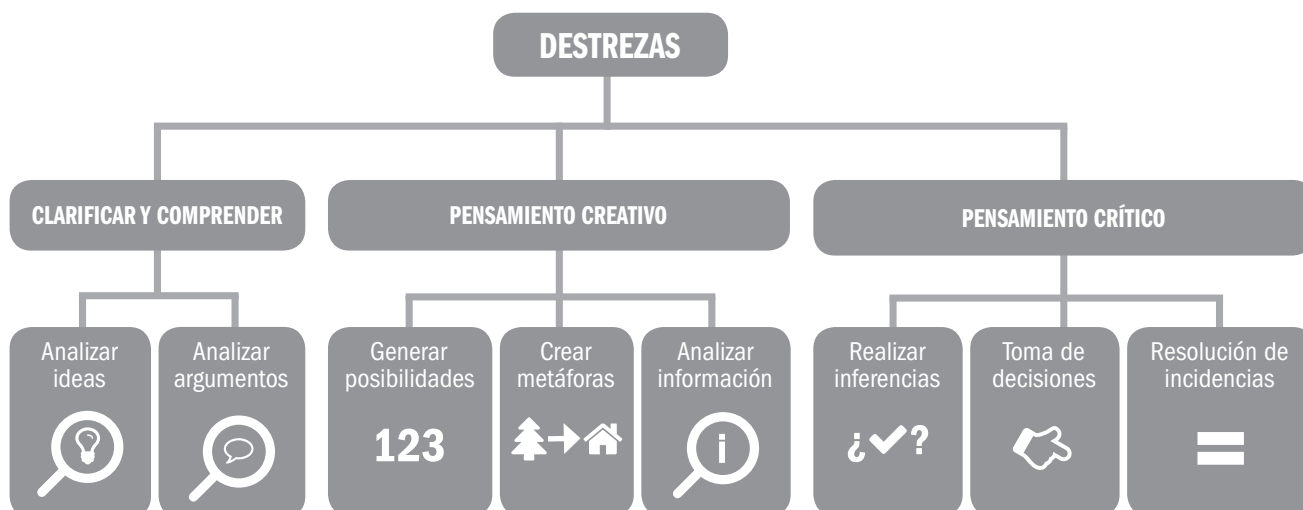 DESTREZAS
CLARIFICAR Y COMPRENDER
PENSAMIENTO CREATIVO
PENSAMIENTO CRÍTICO
Analizar
ideas
Analizar
argumentos
Generar
posibilidades
123
Crear
metáforas
Analizar
información
i
Realizar
inferencias
¿✔?
Toma de
decisiones
Resolución de
incidencias
=